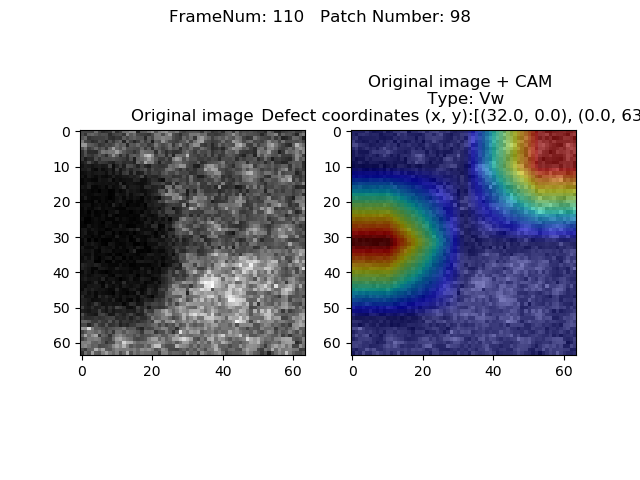 FrameNum: 110   Patch Number: 98
Original image + CAM
Type: Vw
Original image
Defect coordinates (x, y):[(32.0, 0.0), (0.0, 63
0
10
20
30
40
50
60
0 20 40 60
0
10
20
30
40
50
60
0 20 40 60